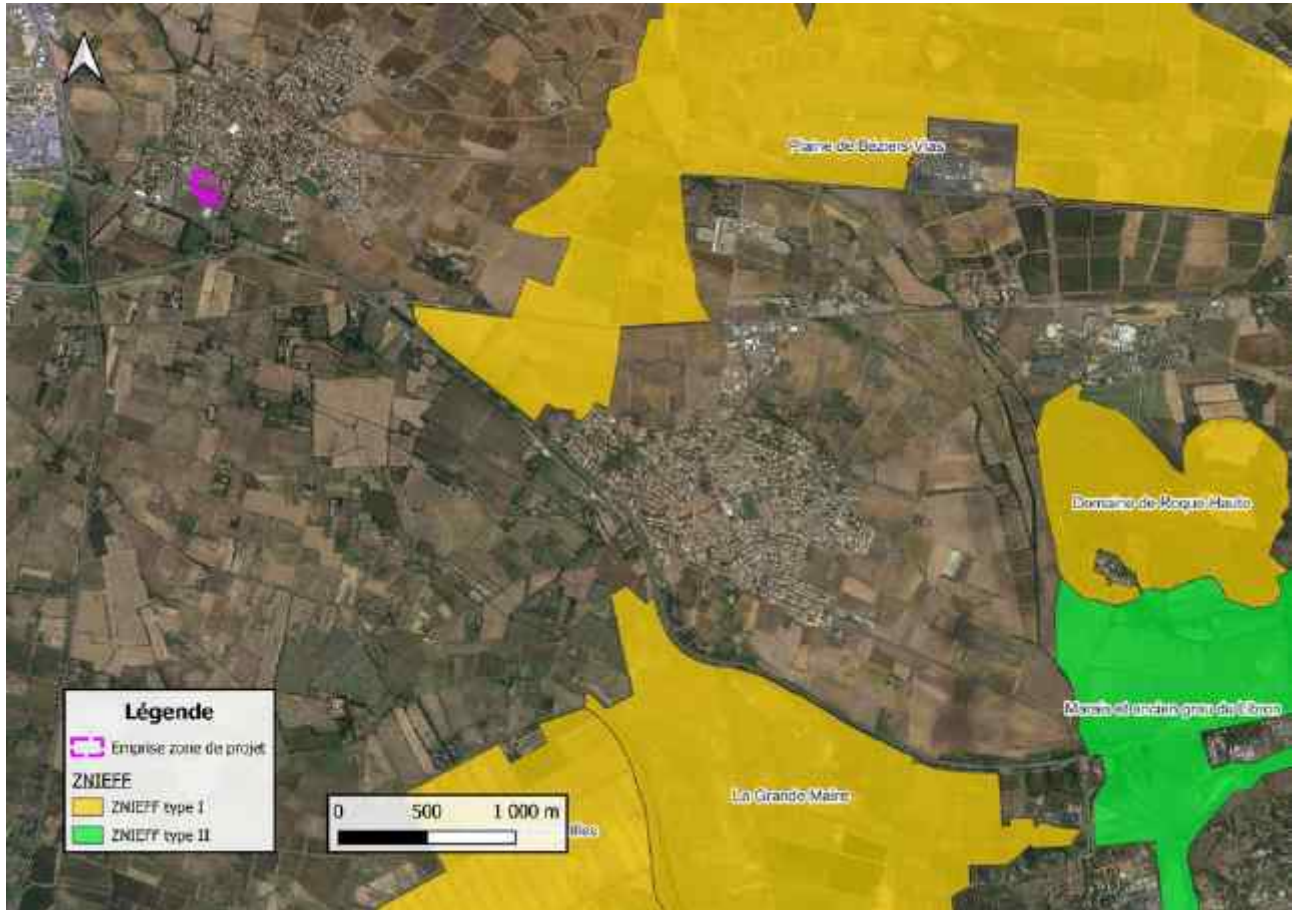 Plaine de Béziers-Vias
Domaine de Roque Haute
Marais et ancien grau de Libron
La Grande Maïre
Légende
Emprise zone de projet
ZNIEFF
ZNIEFF type I
ZNIEFF type II
0 500 1 000 m